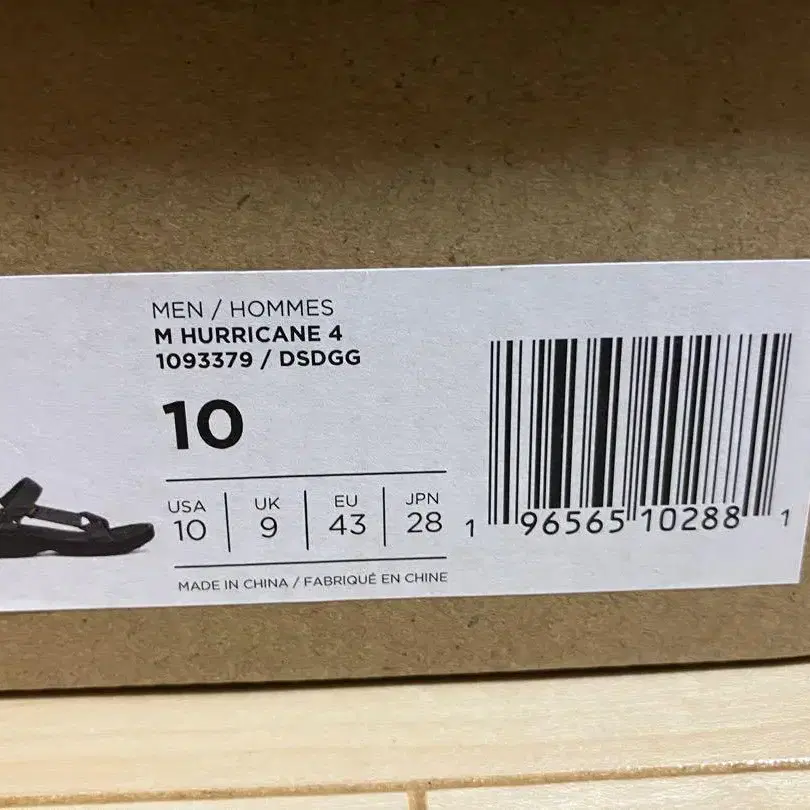 MEN / HOMMES
M HURRICANE 4
1093379 / DSDGG
10
USA UK EU JPN
10 9 43 28
MADE IN CHINA / FABRIQUÉ EN CHINE
1 96565 10288 1